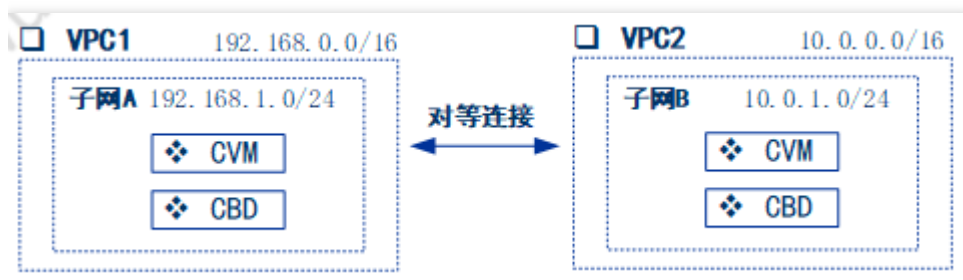 VPC1 192.168.0.0/16
子网A 192.168.1.0/24
CVM
CBD
对等连接
VPC2 10.0.0.0/16
子网B 10.0.1.0/24
CVM
CBD